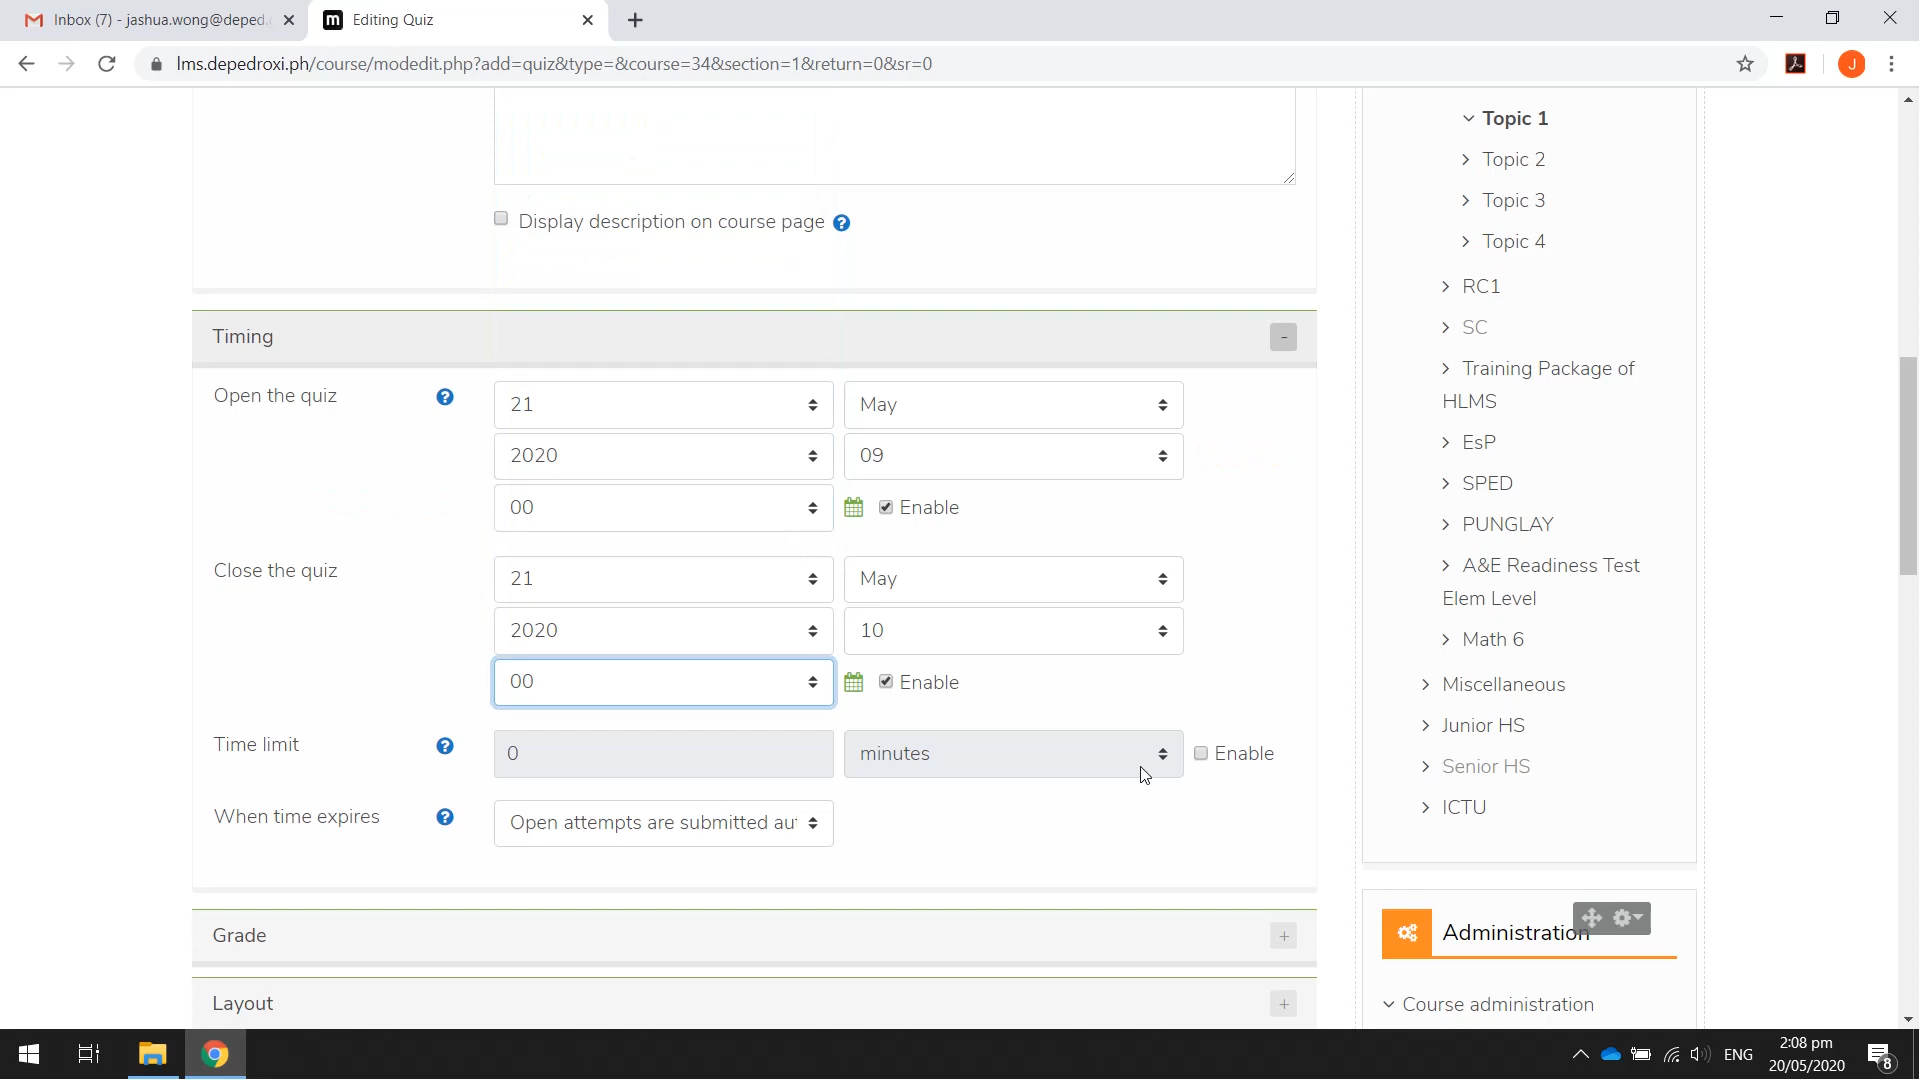 Inbox (7) - jashua.wong@deped.
Editing Quiz
lms.depedroxi.ph/course/modedit.php?add=quiz&type=&course=34&section=1&return=0&sr=0
J
Display description on course page
Timing
Open the quiz
21
May
2020
09
00
Enable
Close the quiz
21
May
2020
10
00
Enable
Time limit
0
minutes
Enable
When time expires
Open attempts are submitted aut
Grade
Layout
Topic 1
Topic 2
Topic 3
Topic 4
RC1
SC
Training Package of
HLMS
EsP
SPED
PUNGLAY
A&E Readiness Test
Elem Level
Math 6
Miscellaneous
Junior HS
Senior HS
ICTU
Administration
Course administration
ENG
2:08 pm
20/05/2020
8